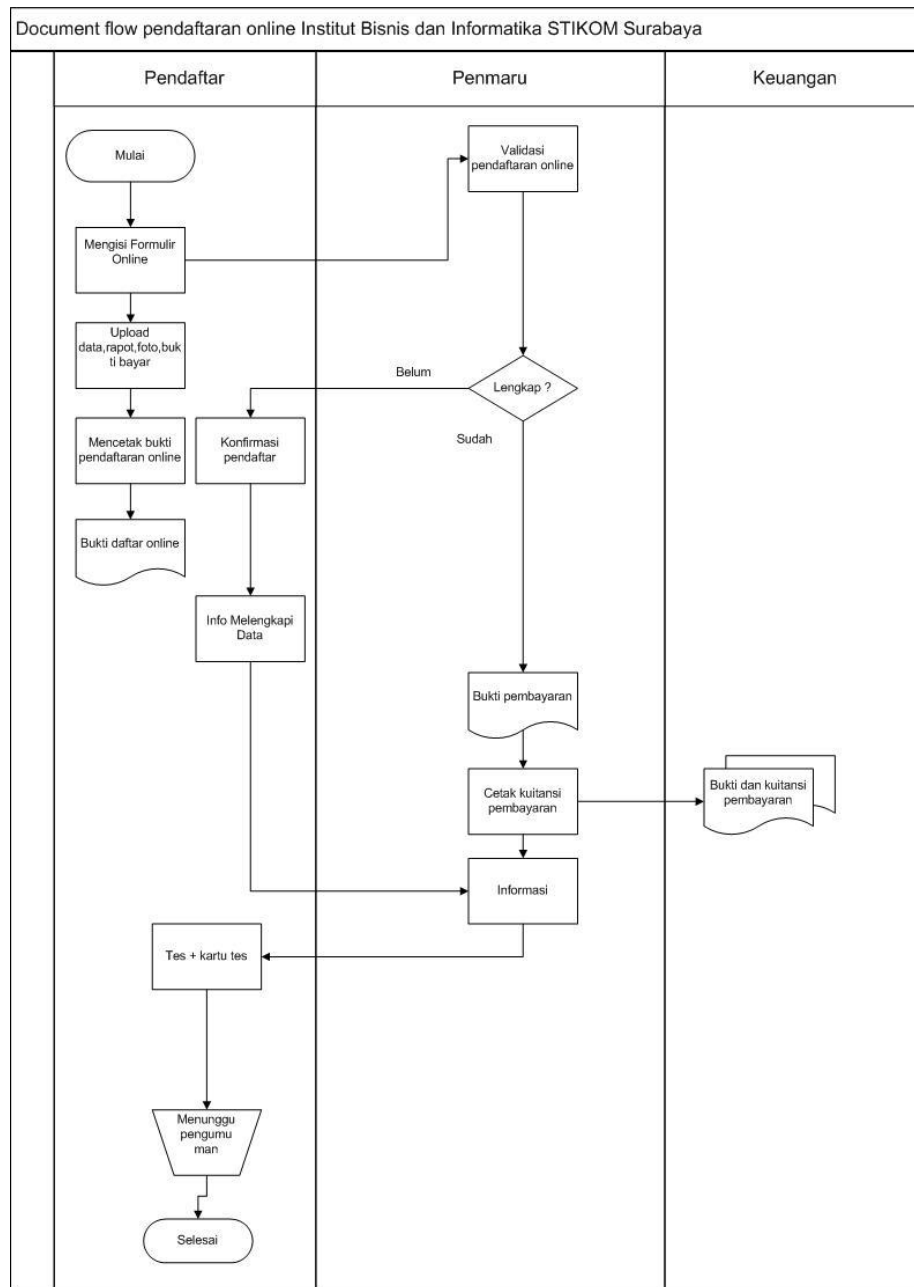 Document flow pendaftaran online Institut Bisnis dan Informatika STIKOM Surabaya
Pendaftar
Penmaru
Keuangan
Mulai
Validasi
pendaftaran online
Mengisi Formulir
Online
Upload
data,rapot,foto,buk
ti bayar
Belum
Lengkap ?
Sudah
Mencetak bukti
pendaftaran online
Konfirmasi
pendaftar
Bukti daftar online
Info Melengkapi
Data
Bukti pembayaran
Cetak kuitansi
pembayaran
Bukti dan kuitansi
pembayaran
Informasi
Tes + kartu tes
Menunggu
pengumu
man
Selesai